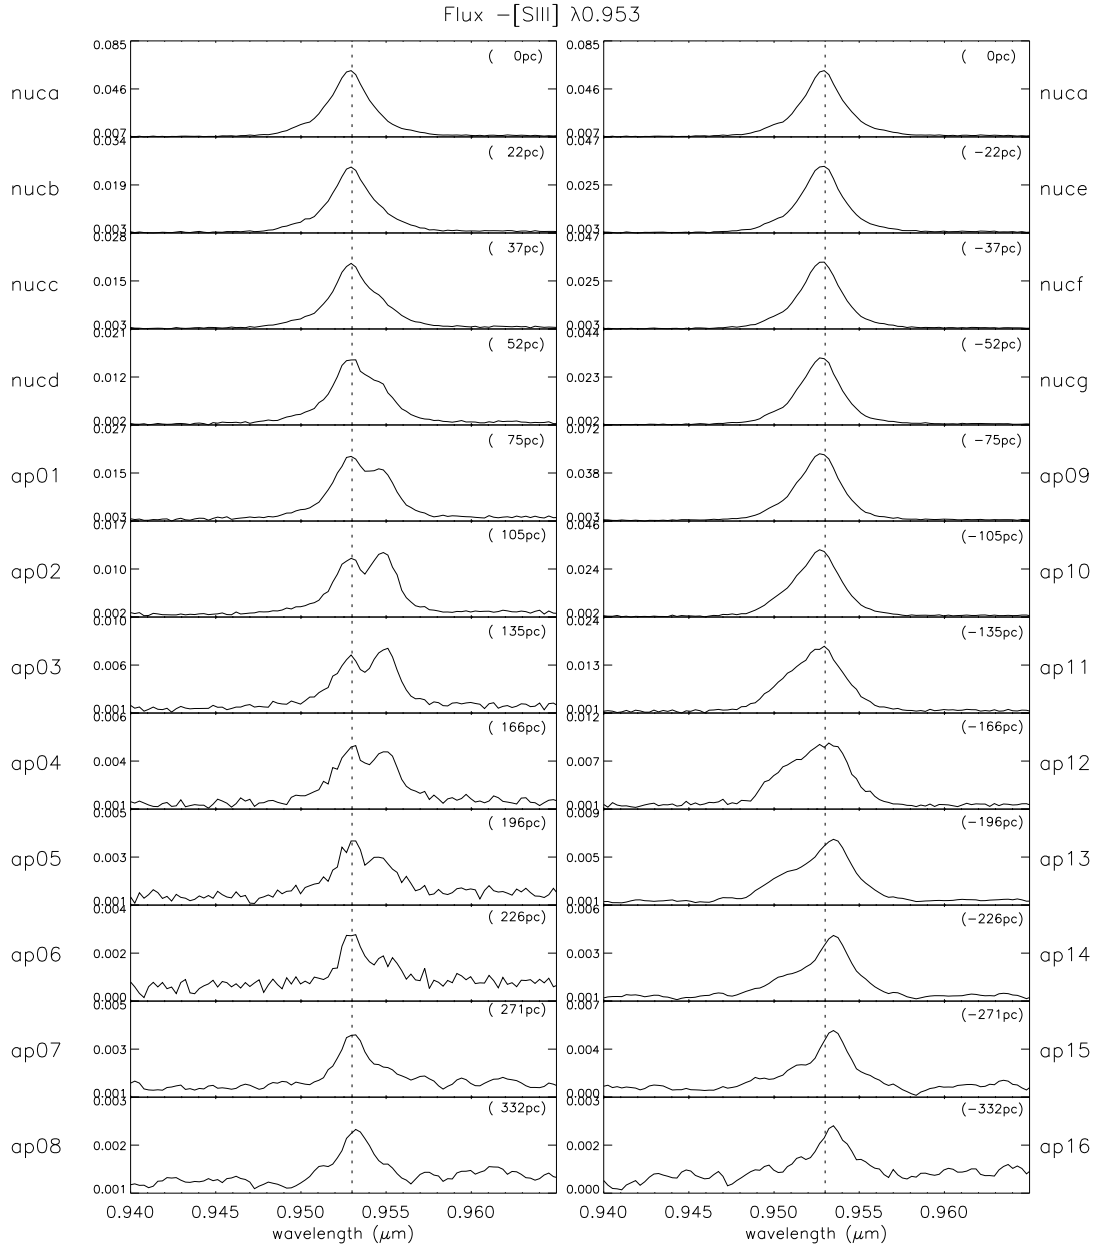 Flux −[SIII] λ0.953
0.085 ( 0pc) 0.085 ( 0pc)
nuca 0.046 0.046 nuca
0.007 0.007
0.034 ( 22pc) 0.047 ( −22pc)
nucb 0.019 0.025 nuce
0.003 0.003
0.028 ( 37pc) 0.047 ( −37pc)
nucc 0.015 0.025 nucf
0.003 0.003
0.021 ( 52pc) 0.044 ( −52pc)
nucd 0.012 0.023 nucg
0.002 0.002
0.027 ( 75pc) 0.072 ( −75pc)
ap01 0.015 0.038 ap09
0.003 0.003
0.017 ( 105pc) 0.046 (−105pc)
ap02 0.010 0.024 ap10
0.002 0.002
0.010 ( 135pc) 0.024 (−135pc)
ap03 0.006 0.013 ap11
0.001 0.001
0.006 ( 166pc) 0.012 (−166pc)
ap04 0.004 0.007 ap12
0.001 0.001
0.005 ( 196pc) 0.009 (−196pc)
ap05 0.003 0.005 ap13
0.001 0.001
0.004 ( 226pc) 0.006 (−226pc)
ap06 0.002 0.003 ap14
0.000 0.001
0.005 ( 271pc) 0.007 (−271pc)
ap07 0.003 0.004 ap15
0.001 0.000
0.003 ( 332pc) 0.003 (−332pc)
ap08 0.002 0.002 ap16
0.001 0.000
0.940 0.945 0.950 0.955 0.960 0.940 0.945 0.950 0.955 0.960
wavelength (μm) wavelength (μm)